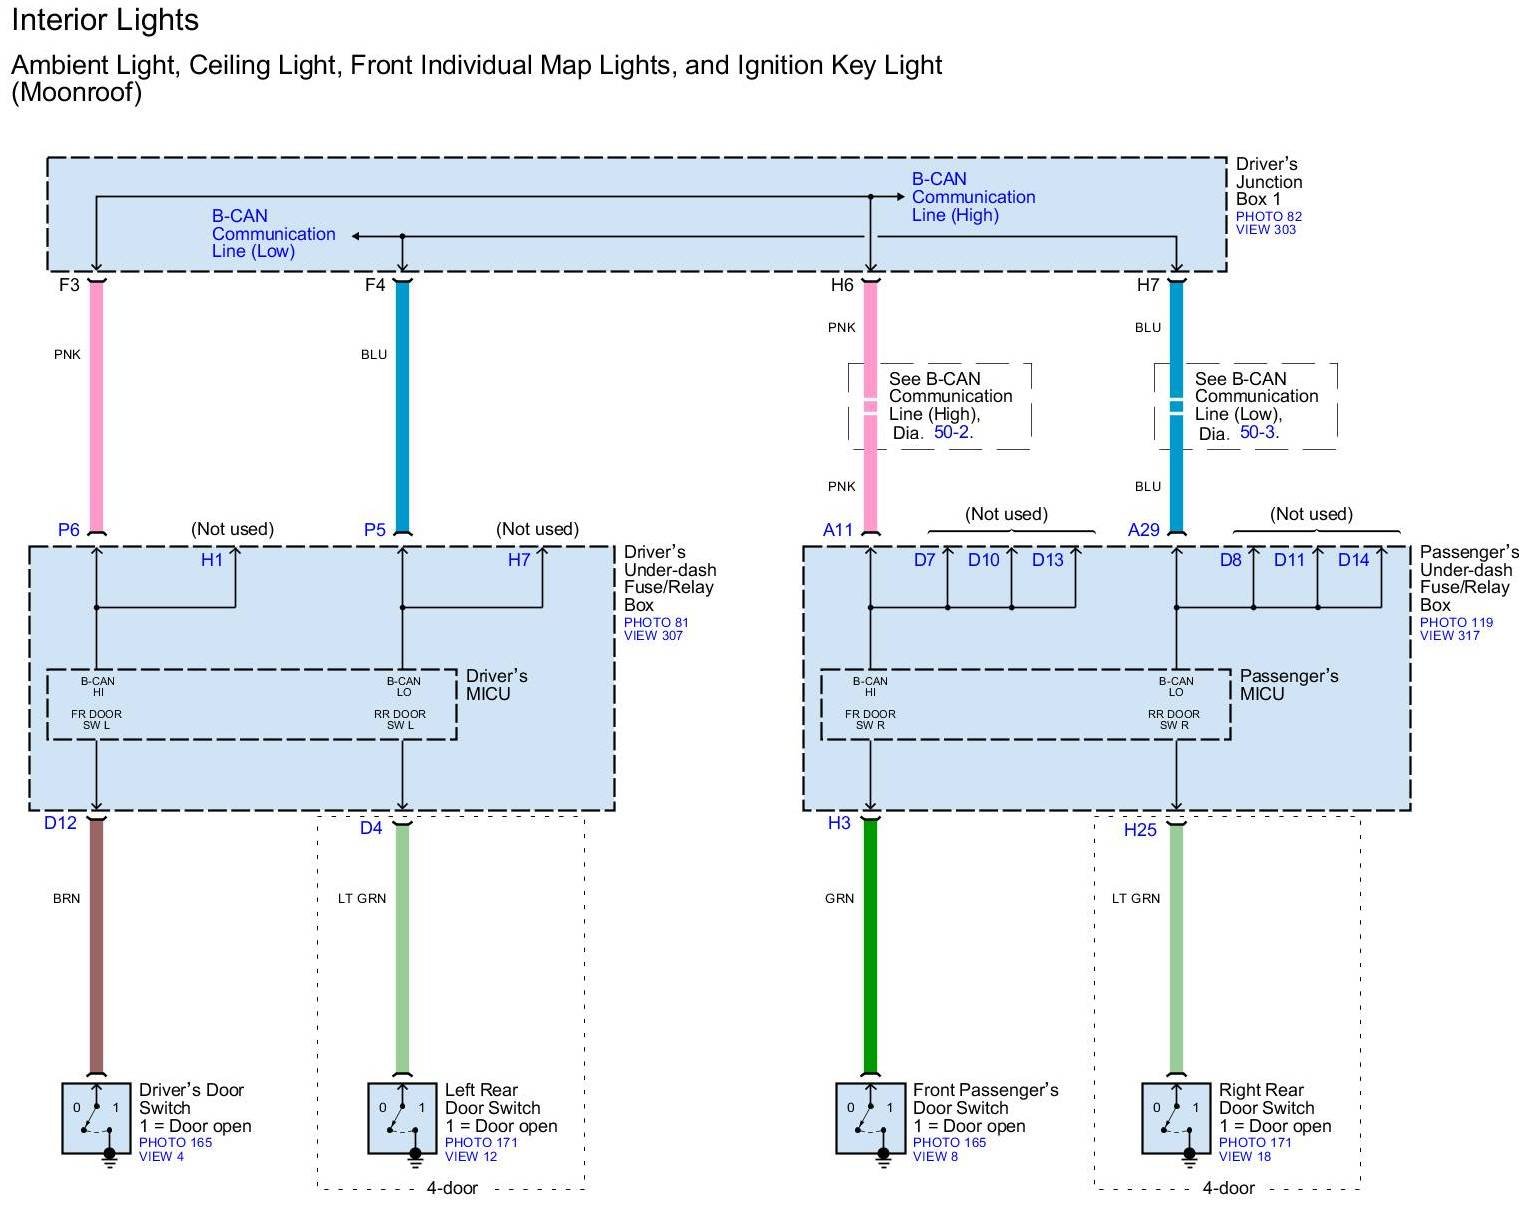 Interior Lights
Ambient Light, Ceiling Light, Front Individual Map Lights, and Ignition Key Light
(Moonroof)
B-CAN
Communication
Line (High)
B-CAN
Communication
Line (Low)
Driver's
Junction
Box 1
PHOTO 82
VIEW 303
F3
F4
H6
H7
PNK
BLU
PNK
BLU
See B-CAN
Communication
Line (High),
Dia. 50-2.
See B-CAN
Communication
Line (Low),
Dia. 50-3.
PNK
BLU
P6
(Not used)
P5
(Not used)
A11
(Not used)
A29
(Not used)
H1
H7
D7
D10
D13
D8
D11
D14
Driver's
Under-dash
Fuse/Relay
Box
PHOTO 81
VIEW 307
Passenger's
Under-dash
Fuse/Relay
Box
PHOTO 119
VIEW 317
B-CAN
HI
FR DOOR
SW L
B-CAN
LO
RR DOOR
SW L
Driver's
MICU
B-CAN
HI
FR DOOR
SW R
B-CAN
LO
RR DOOR
SW R
Passenger's
MICU
D12
D4
H3
H25
BRN
LT GRN
GRN
LT GRN
0 1
Driver's Door
Switch
1 = Door open
PHOTO 165
VIEW 4
0 1
Left Rear
Door Switch
1 = Door open
PHOTO 171
VIEW 12
4-door
0 1
Front Passenger's
Door Switch
1 = Door open
PHOTO 165
VIEW 8
0 1
Right Rear
Door Switch
1 = Door open
PHOTO 171
VIEW 18
4-door